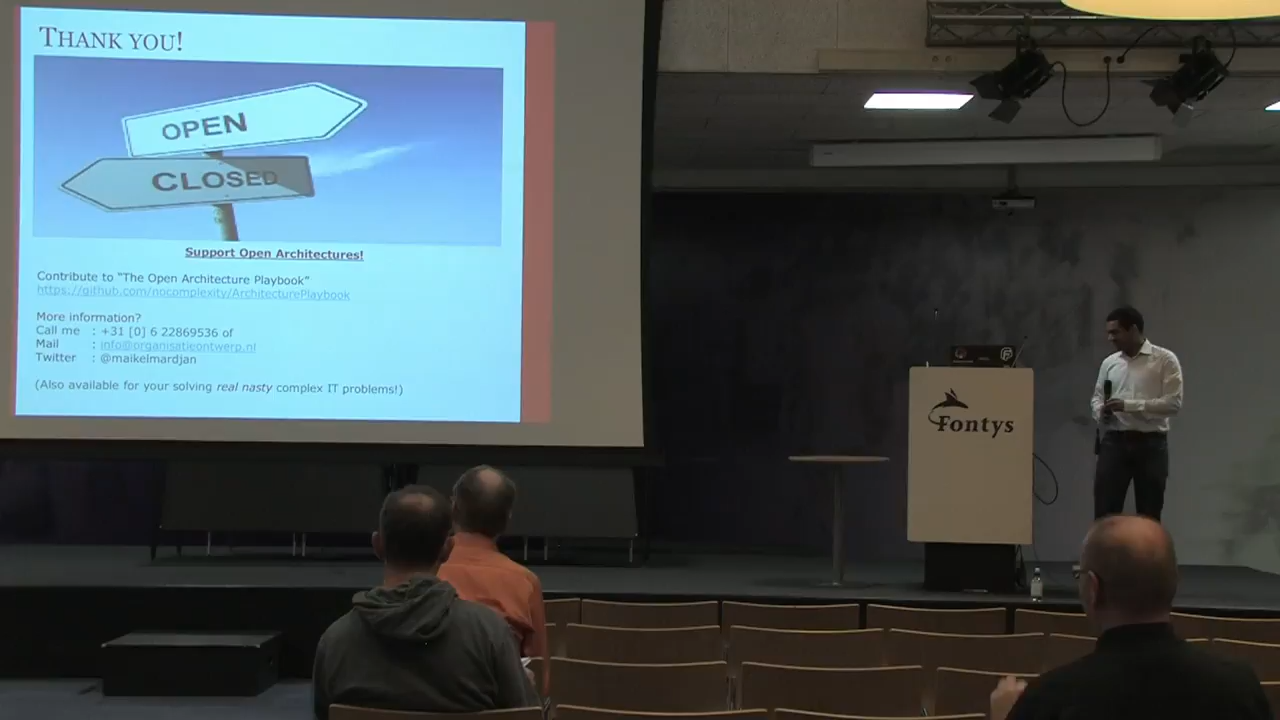 THANK YOU!
OPEN
CLOSED
Support Open Architectures!
Contribute to “The Open Architecture Playbook”
https://github.com/nocomplexity/ArchitecturePlaybook
More information?
Call me : +31 [0) 6 22869536 of
Mail : info@organisatieontwerp.nl
Twitter : @maikelmardjan
(Also available for your solving real nasty complex IT problems!)
Fontys